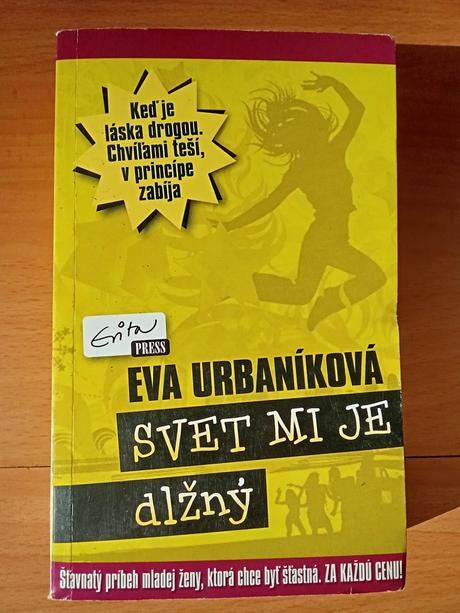 Keď je
láska drogou.
Chvíľami teší,
v princípe
zabíja
Evita
PRESS
EVA URBANÍKOVÁ
SVET MI JE
dlžný
Šťavnatý príbeh mladej ženy, ktorá chce byť šťastná. ZA KAŽDÚ CENU!